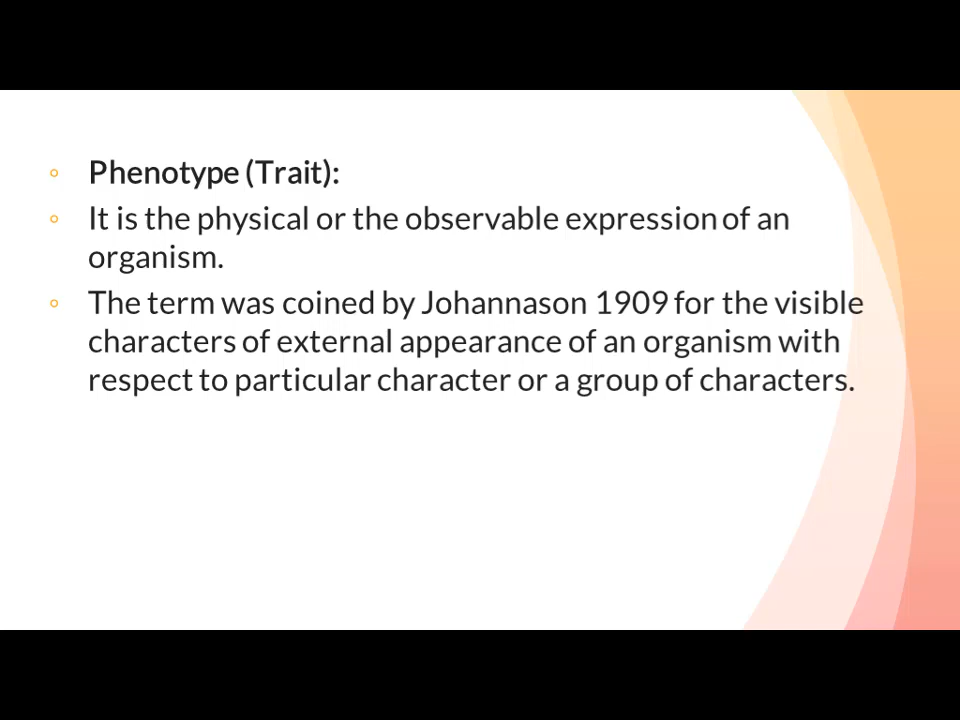 Phenotype (Trait):
It is the physical or the observable expression of an
organism.
The term was coined by Johannason 1909 for the visible
characters of external appearance of an organism with
respect to particular character or a group of characters.